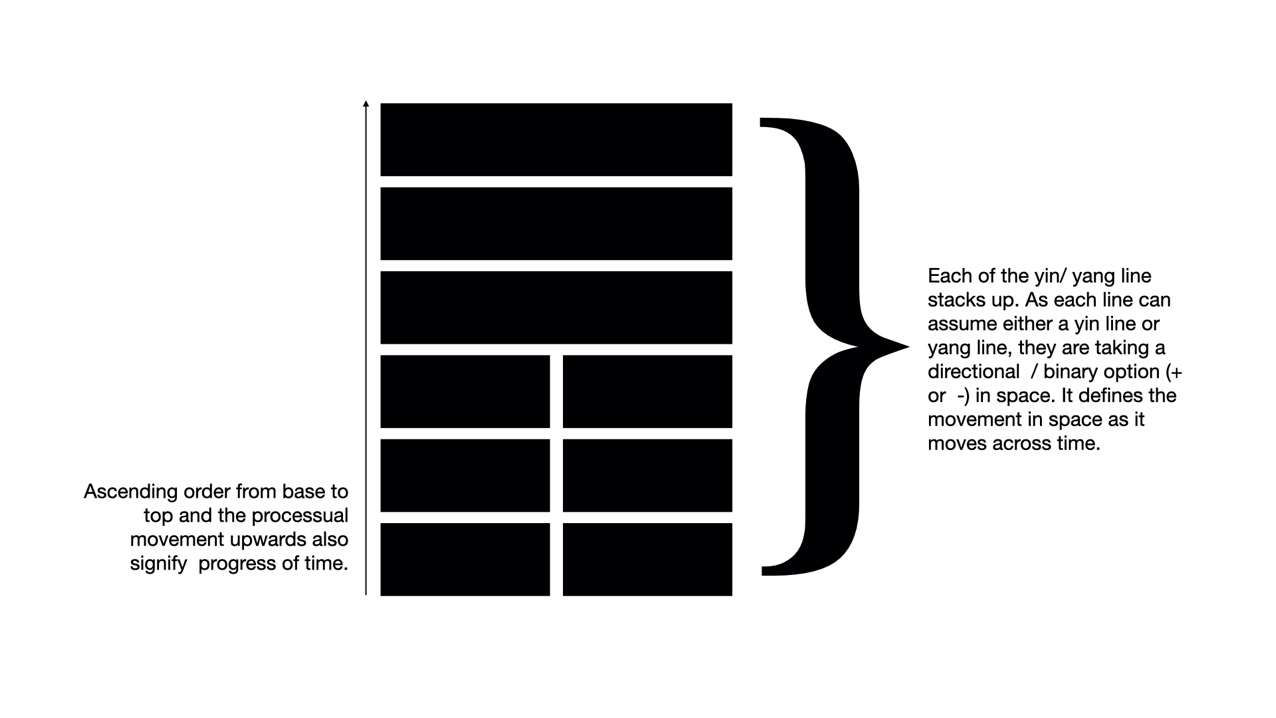 Each of the yin/ yang line
stacks up. As each line can
assume either a yin line or
yang line, they are taking a
directional  / binary option (+
or  -) in space. It defines the
movement in space as it
moves across time.
Ascending order from base to
top and the processual
movement upwards also
signify  progress of time.